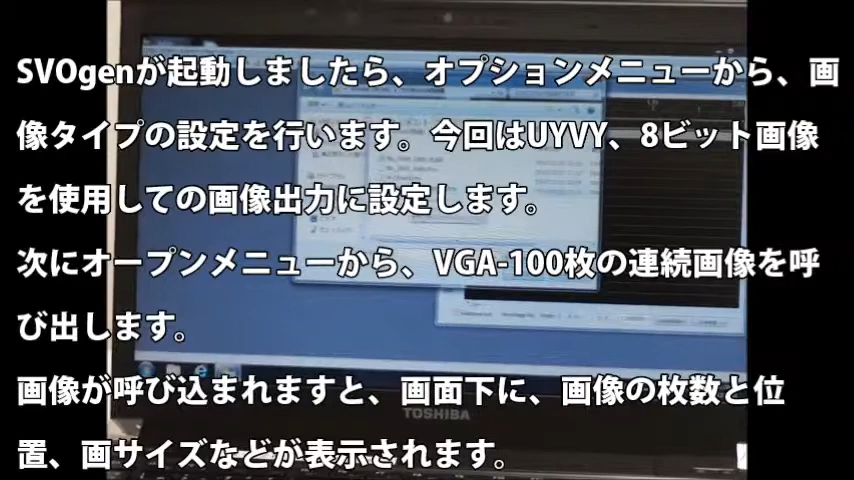 SVOgenが起動しましたら、オプションメニューから、画
像タイプの設定を行います。今回はUYVY、8ビット画像
を使用しての画像出力に設定します。
次にオープンメニューから、VGA-100枚の連続画像を呼
び出します。
画像が呼び込まれますと、画面下に、画像の枚数と位
置、画サイズなどが表示されます。
TOSHIBA